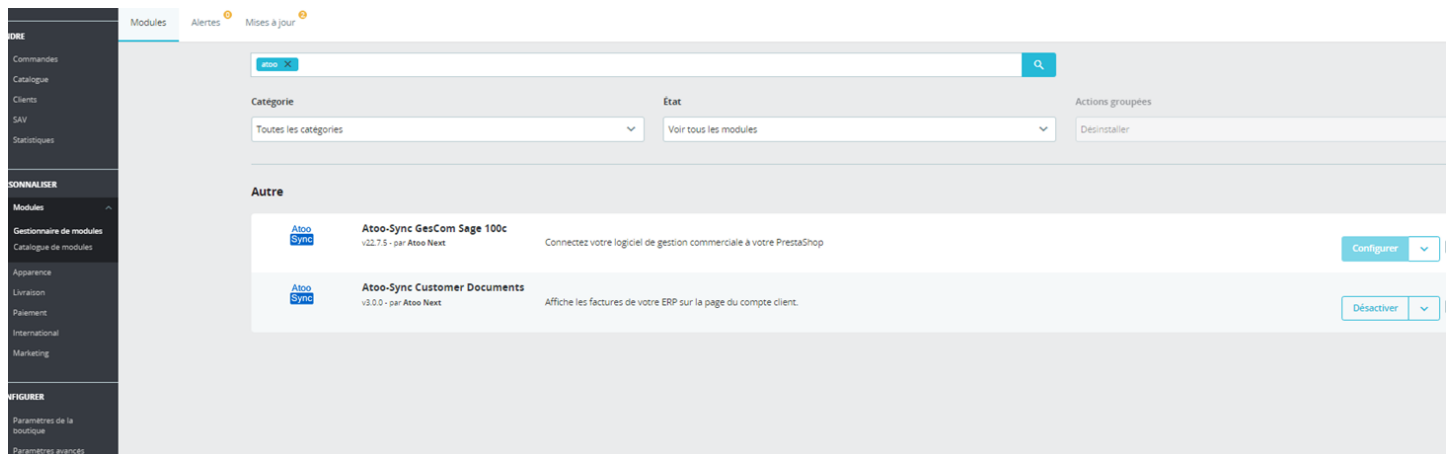 Modules
Alertes 0
Mises à jour 2
NDRE
Commandes
Catalogue
Clients
SAV
Statistiques
SONNALISER
Modules
Gestionnaire de modules
Catalogue de modules
Apparence
Livraison
Paiement
International
Marketing
NFIGURER
Paramètres de la
boutique
Paramètres avancés
atoo
Catégorie
État
Actions groupées
Toutes les catégories
Voir tous les modules
Désinstaller
Autre
Atoo
Sync
Atoo-Sync GesCom Sage 100c
v22.7.5 - par Atoo Next
Connectez votre logiciel de gestion commerciale à votre PrestaShop
Configurer
Atoo
Sync
Atoo-Sync Customer Documents
v3.0.0 - par Atoo Next
Affiche les factures de votre ERP sur la page du compte client.
Désactiver